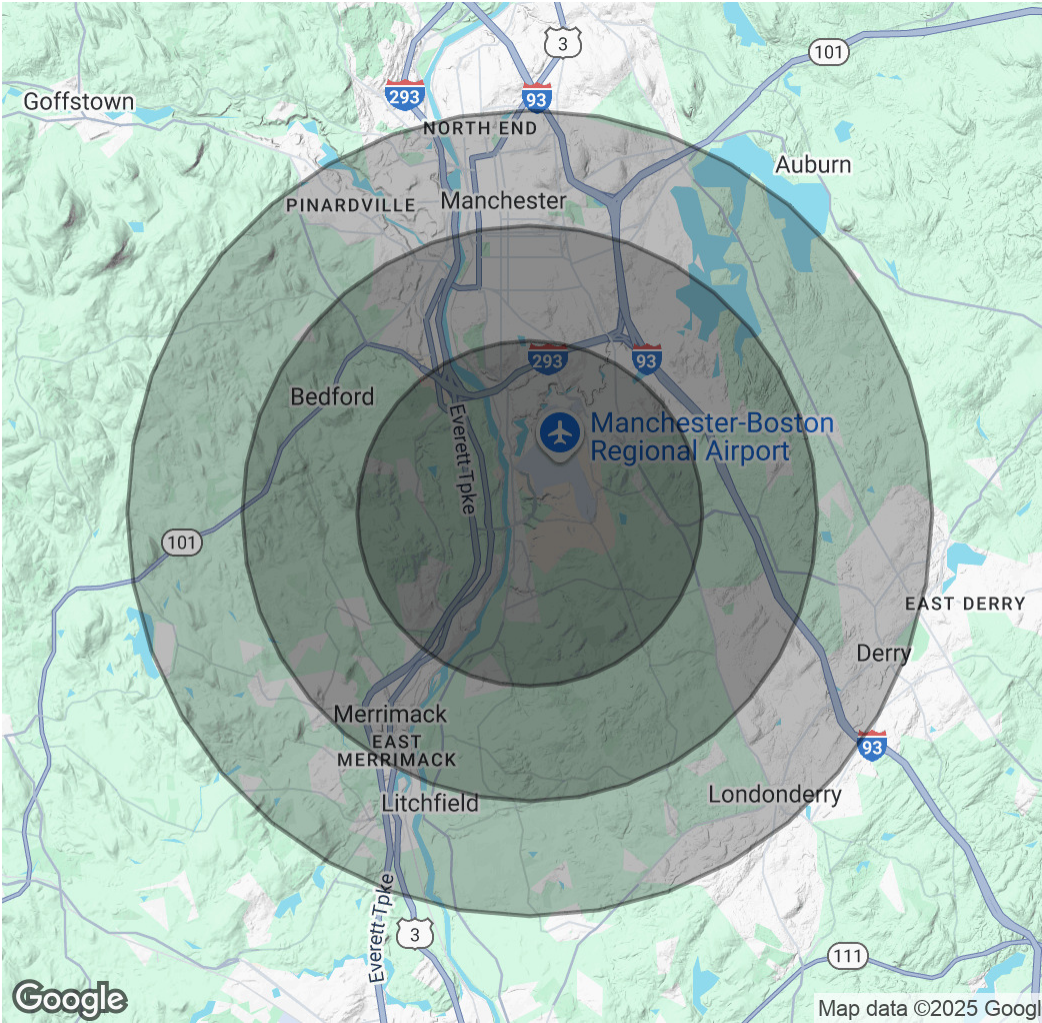 3
101
293
93
Goffstown
NORTH END
Auburn
Manchester
PINARDVILLE
293
93
Bedford
Manchester-Boston
Regional Airport
Everett Tpke
101
EAST DERRY
Derry
Merrimack
EAST
MERRIMACK
93
Londonderry
Litchfield
Everett Tpke
3
111
Google
Map data ©2025 Googl